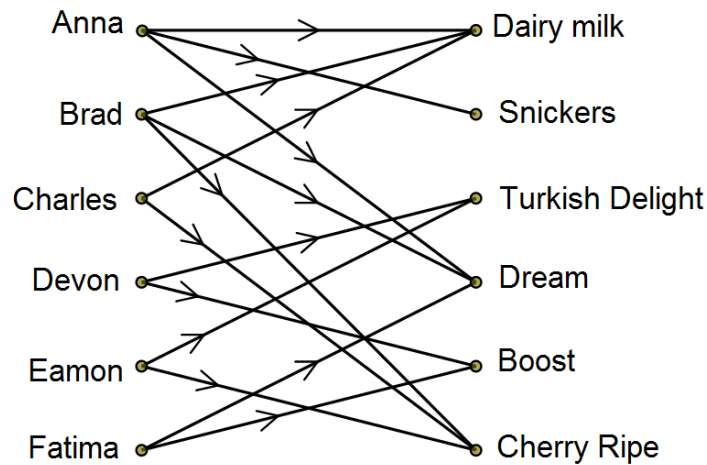 Anna
Dairy milk
Brad
Snickers
Charles
Turkish Delight
Devon
Dream
Eamon
Boost
Fatima
Cherry Ripe